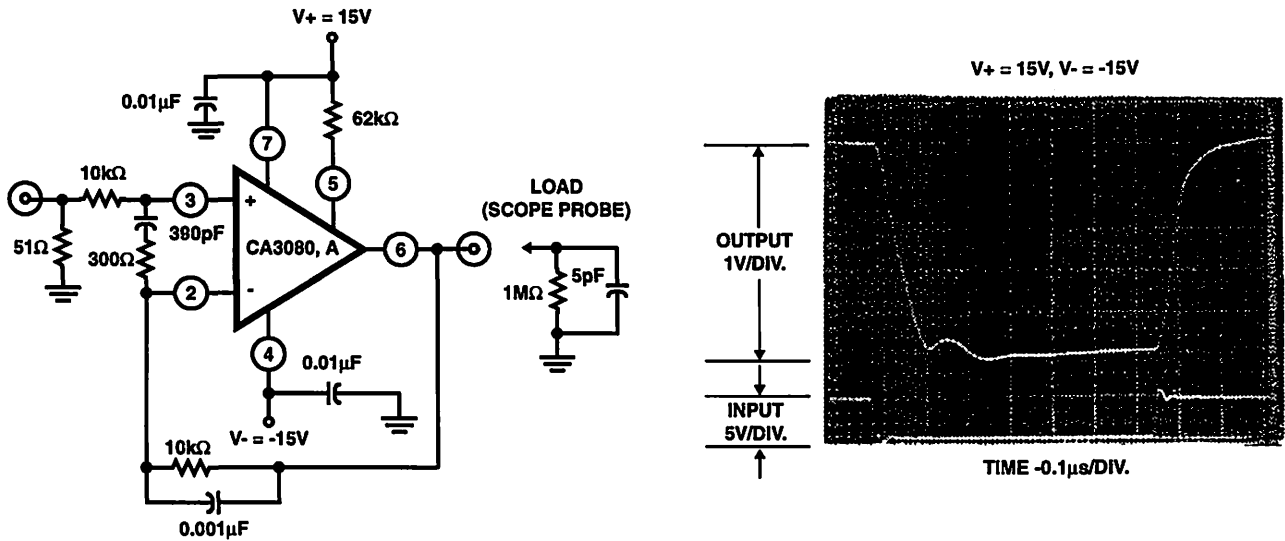 V+ = 15V
0.01µF
62kΩ
7
5
10kΩ
3
+
390pF
51Ω
300Ω
CA3080, A
6
2
-
4
0.01µF
V- = -15V
10kΩ
0.001µF
LOAD
(SCOPE PROBE)
1MΩ
5pF
V+ = 15V, V- = -15V
OUTPUT
1V/DIV.
INPUT
5V/DIV.
TIME -0.1µs/DIV.